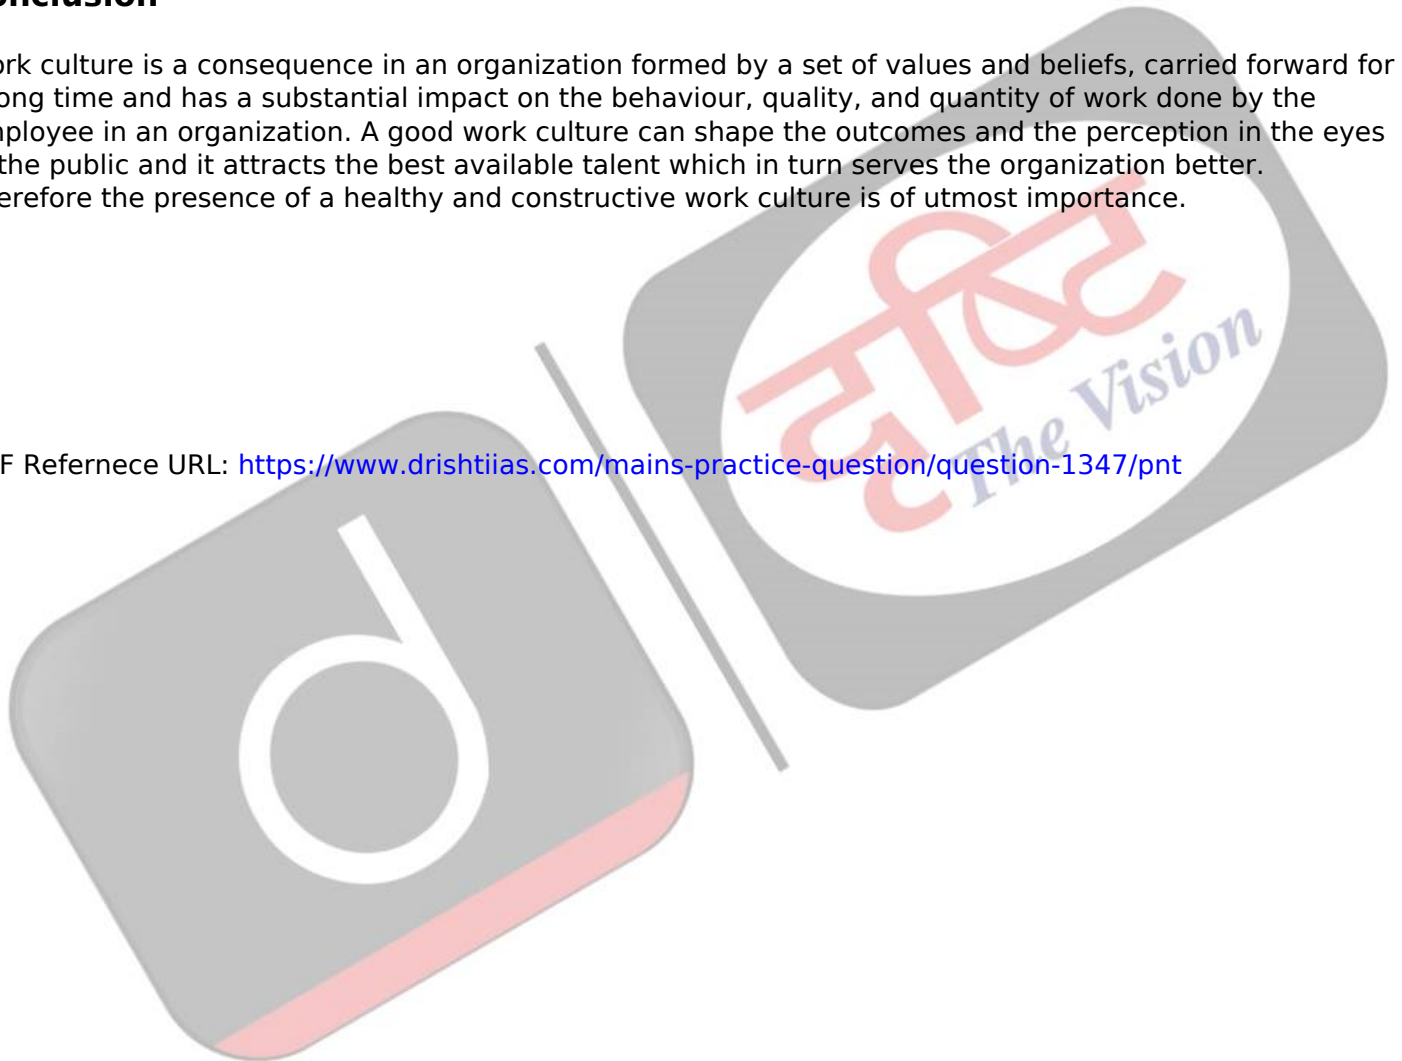 onclusion
ork culture is a consequence in an organization formed by a set of values and beliefs, carried forward for
ong time and has a substantial impact on the behaviour, quality, and quantity of work done by the
ployee in an organization. A good work culture can shape the outcomes and the perception in the eyes
the public and it attracts the best available talent which in turn serves the organization better.
erefore the presence of a healthy and constructive work culture is of utmost importance.
दृष्टि
The Vision
F Refernece URL: https://www.drishtiias.com/mains-practice-question/question-1347/pnt
d